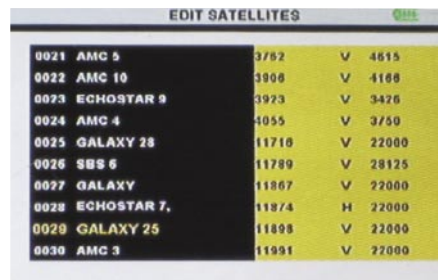 EDIT SATELLITES
0021 AMC 5 3762 V 4615
0022 AMC 10 3906 V 4166
0023 ECHOSTAR 9 3923 V 3426
0024 AMC 4 4055 V 3750
0025 GALAXY 28 11716 V 22000
0026 SBS 6 11789 V 28125
0027 GALAXY 11867 V 22000
0028 ECHOSTAR 7, 11874 H 22000
0029 GALAXY 25 11898 V 22000
0030 AMC 3 11991 V 22000